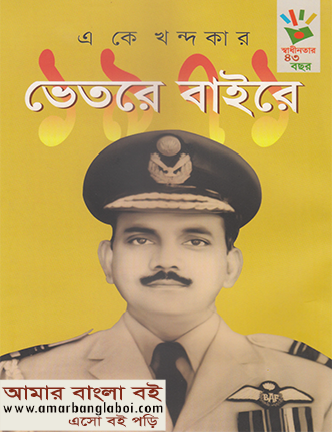 এ কে খন্দকার
স্বাধীনতার
৪৩
বছর
১৯৭১
ভেতরে বাইরে
BAF
আমার বাংলা বই
www.amarbanglaboi.com
এসো বই পড়ি